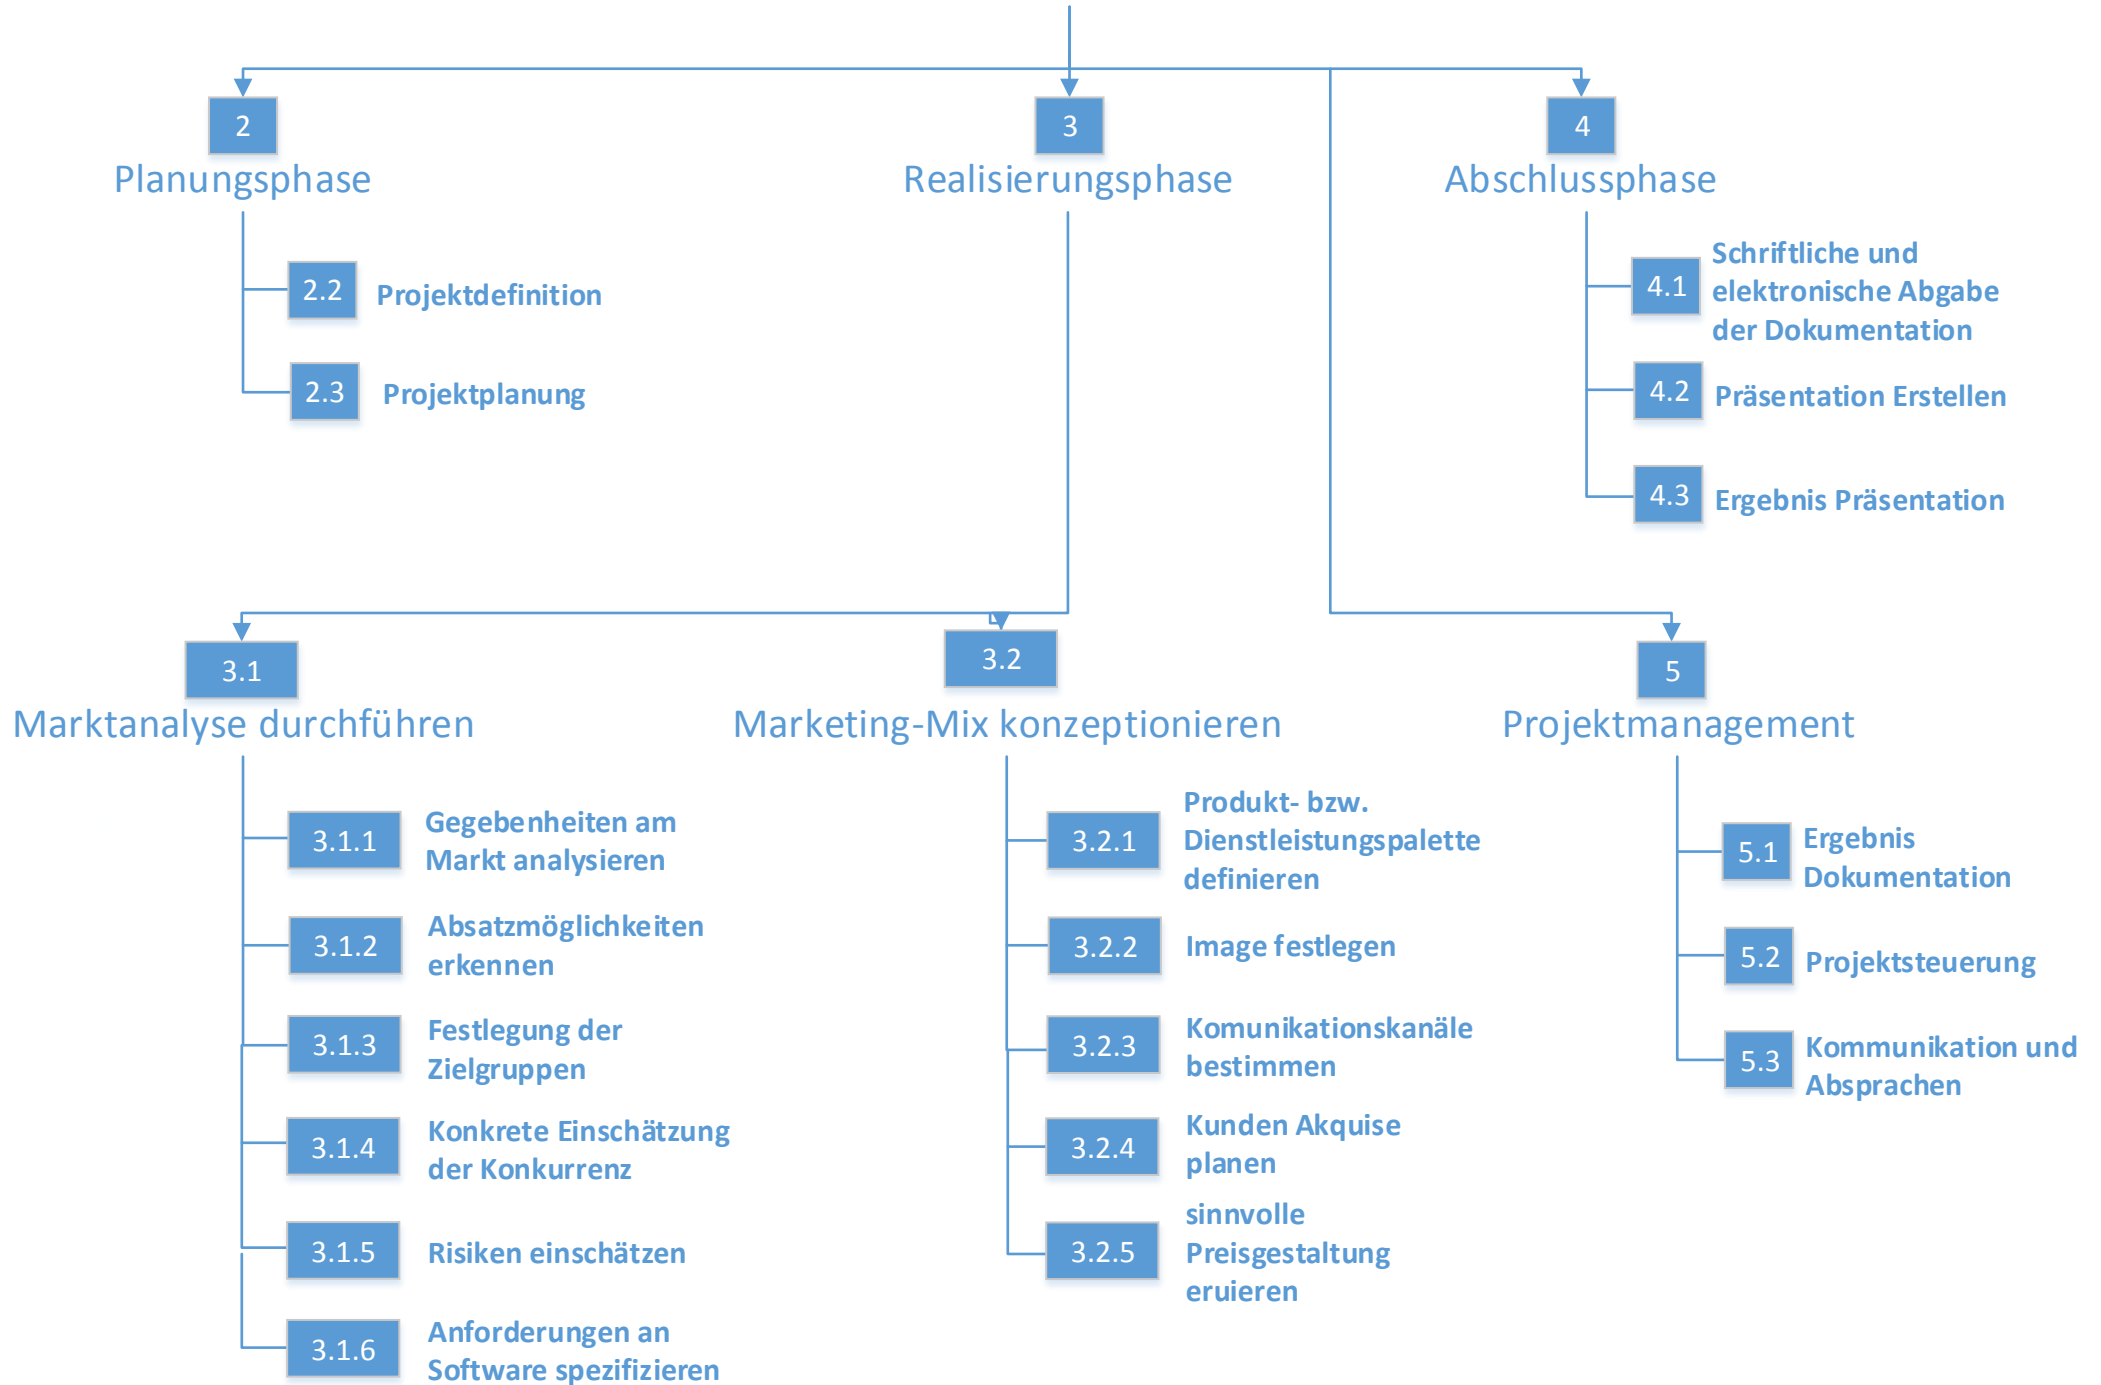 2
Planungsphase
2.2
Projektdefinition
2.3
Projektplanung
3
Realisierungsphase
4
Abschlussphase
4.1
Schriftliche und
elektronische Abgabe
der Dokumentation
4.2
Präsentation Erstellen
4.3
Ergebnis Präsentation
3.1
Marktanalyse durchführen
3.1.1
Gegebenheiten am
Markt analysieren
3.1.2
Absatzmöglichkeiten
erkennen
3.1.3
Festlegung der
Zielgruppen
3.1.4
Konkrete Einschätzung
der Konkurrenz
3.1.5
Risiken einschätzen
3.1.6
Anforderungen an
Software spezifizieren
3.2
Marketing-Mix konzeptionieren
3.2.1
Produkt- bzw.
Dienstleistungspalette
definieren
3.2.2
Image festlegen
3.2.3
Komunikationskanäle
bestimmen
3.2.4
Kunden Akquise
planen
3.2.5
sinnvolle
Preisgestaltung
eruieren
5
Projektmanagement
5.1
Ergebnis
Dokumentation
5.2
Projektsteuerung
5.3
Kommunikation und
Absprachen